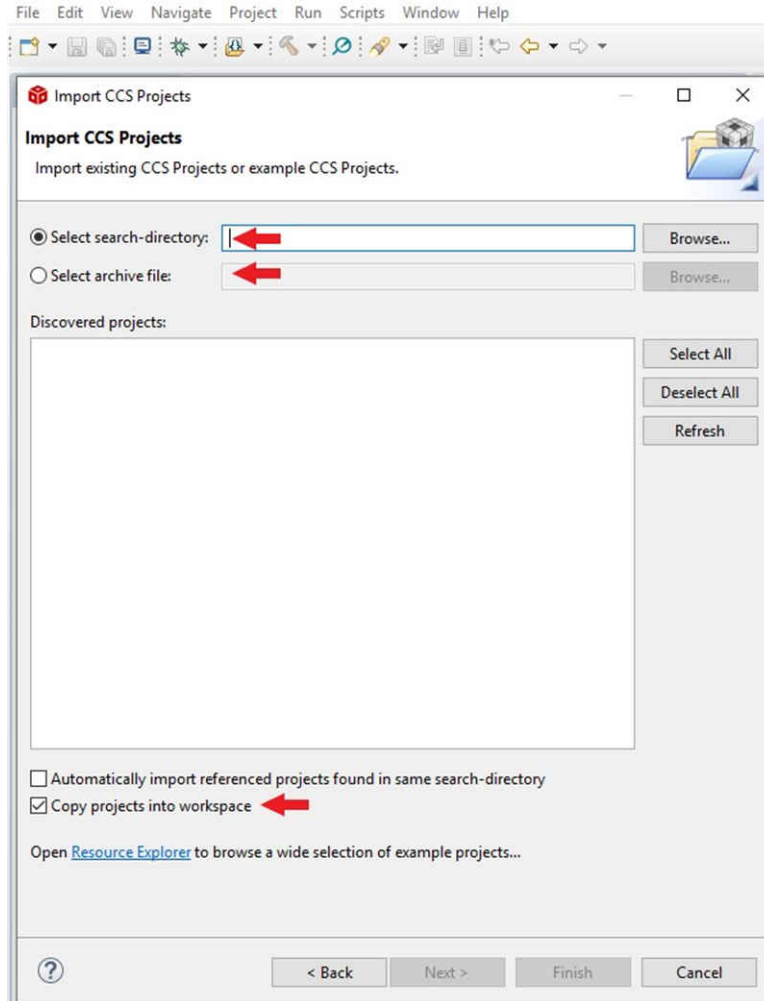 File Edit View Navigate Project Run Scripts Window Help
Import CCS Projects
Import CCS Projects
Import existing CCS Projects or example CCS Projects.
Select search-directory: Browse...
Select archive file: Browse...
Discovered projects:
Select All
Deselect All
Refresh
Automatically import referenced projects found in same search-directory
Copy projects into workspace
Open Resource Explorer to browse a wide selection of example projects...
? < Back Next > Finish Cancel